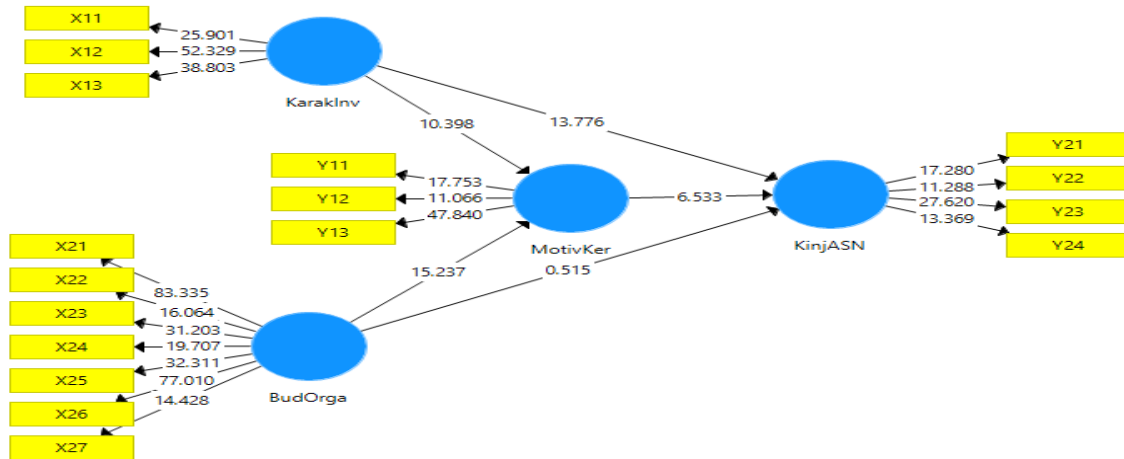 X11
25.901
X12
52.329
X13
38.803
KarakInv
10.398
13.776
Y11
17.753
Y12
11.066
Y13
47.840
MotivKer
6.533
KinjASN
17.280
Y21
11.288
Y22
27.620
Y23
13.369
Y24
X21
83.335
X22
16.064
X23
31.203
X24
19.707
X25
32.311
X26
77.010
X27
14.428
BudOrga
15.237
0.515